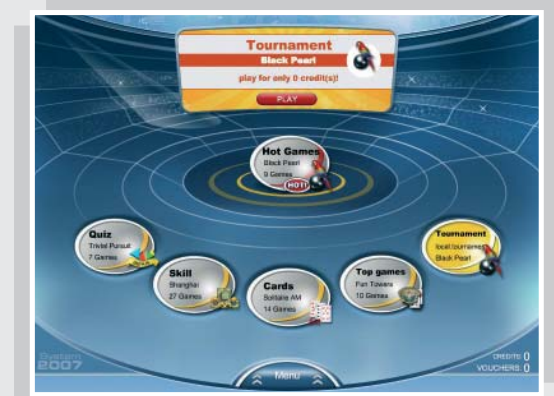 Tournament
Black Pearl
play for only 0 credit(s)!
PLAY
Hot Games
Black Pearl
9 Games
HOT!
Quiz
Trivial Pursuit
7 Games
Skill
Shanghai
27 Games
Cards
Solitaire AM
14 Games
Top games
Fun Towers
10 Games
Tournament
local tournamen
Black Pearl
System
2007
Menu
CREDITS: 0
VOUCHERS: 0